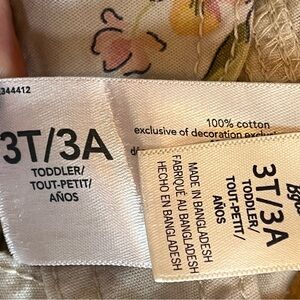 344412
3T/3A
TODDLER/
TOUT-PETIT/
AÑOS
100% cotton
exclusive of decoration
3T/3A
TODDLER/
TOUT-PETIT/
AÑOS
MADE IN BANGLADESH
FABRIQUÉ AU BANGLADESH
HECHO EN BANGLADESH